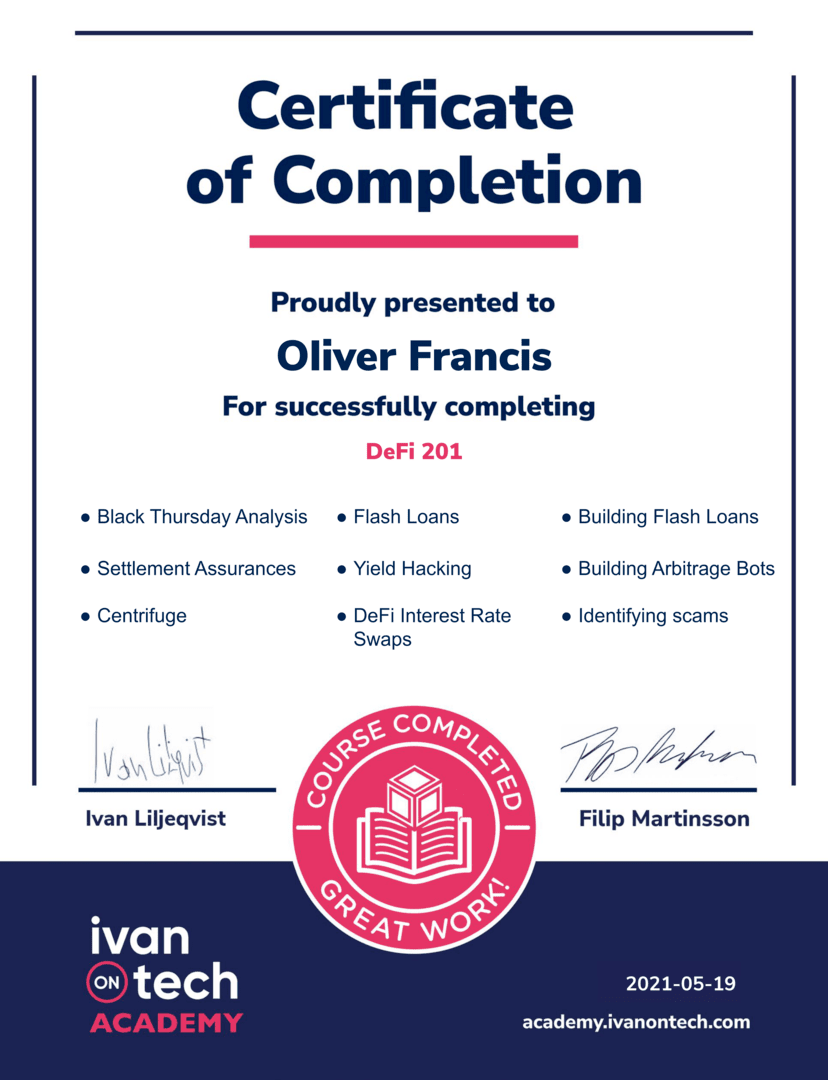 Certificate
of Completion
Proudly presented to
Oliver Francis
For successfully completing
DeFi 201
● Black Thursday Analysis
● Settlement Assurances
● Centrifuge
● Flash Loans
● Yield Hacking
● DeFi Interest Rate
Swaps
● Building Flash Loans
● Building Arbitrage Bots
● Identifying scams
Ivan Liljeqvist
Ivan Liljeqvist
COURSE COMPLETED
GREAT WORK!
Filip Martinsson
ivan
ON tech
ACADEMY
2021-05-19
academy.ivanontech.com